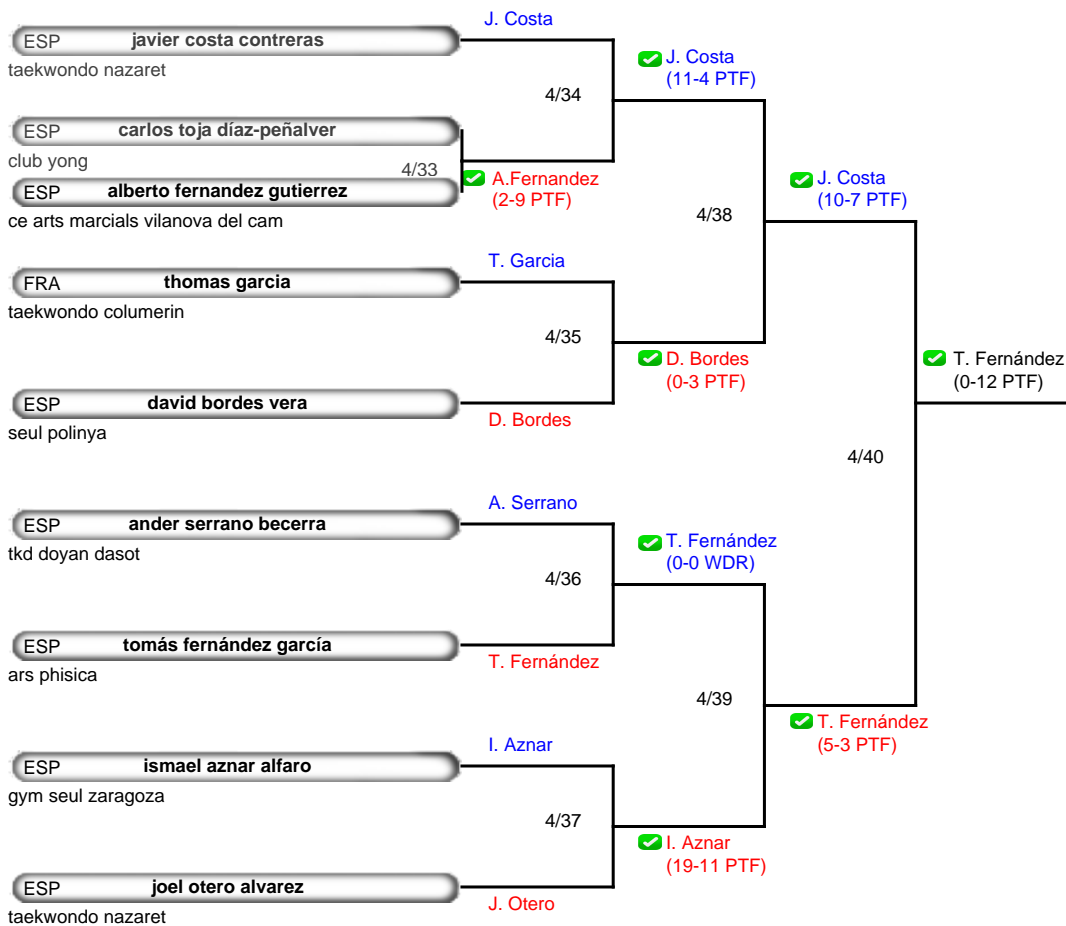 J. Costa
ESP javier costa contreras
taekwondo nazaret
J. Costa
(11-4 PTF)
4/34
ESP carlos toja díaz-peñalver
club yong
4/33
A.Fernandez
(2-9 PTF)
ESP alberto fernandez gutierrez
ce arts marcials vilanova del cam
J. Costa
(10-7 PTF)
4/38
T. Garcia
FRA thomas garcia
taekwondo columerin
4/35
D. Bordes
(0-3 PTF)
T. Fernández
(0-12 PTF)
ESP david bordes vera
D. Bordes
seul polinya
4/40
A. Serrano
ESP ander serrano becerra
tkd doyan dasot
T. Fernández
(0-0 WDR)
4/36
ESP tomás fernández garcía
T. Fernández
ars phisica
4/39
T. Fernández
(5-3 PTF)
I. Aznar
ESP ismael aznar alfaro
gym seul zaragoza
4/37
I. Aznar
(19-11 PTF)
ESP joel otero alvarez
J. Otero
taekwondo nazaret